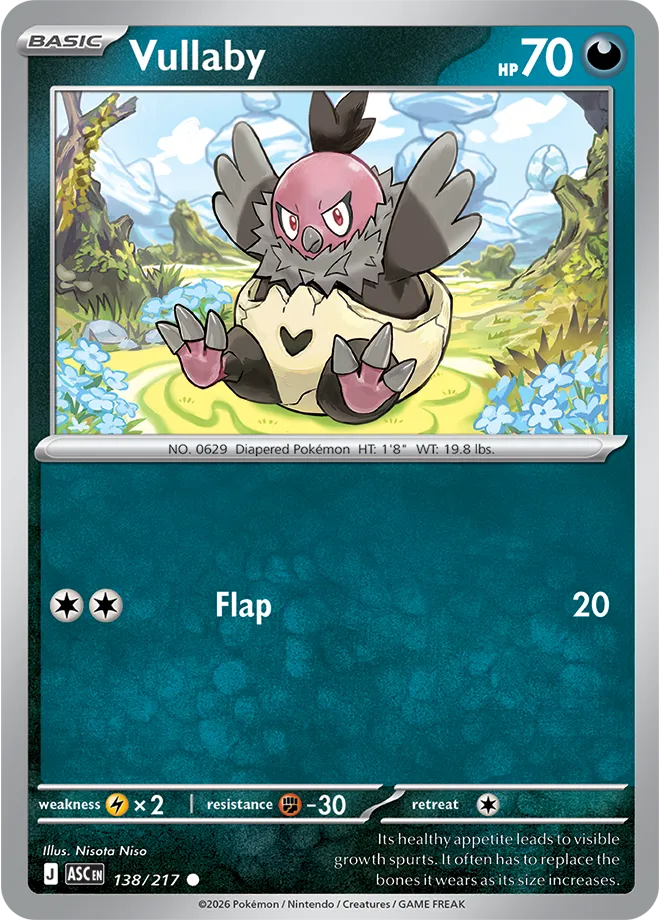 BASIC Vullaby HP 70
NO. 0629 Diapered Pokémon HT: 1'8" WT: 19.8 lbs.
Flap 20
weakness ×2 resistance -30 retreat
Its healthy appetite leads to visible
growth spurts. It often has to replace the
bones it wears as its size increases.
Illus. Nisota Niso
J ASC EN 138/217
©2026 Pokémon / Nintendo / Creatures / GAME FREAK